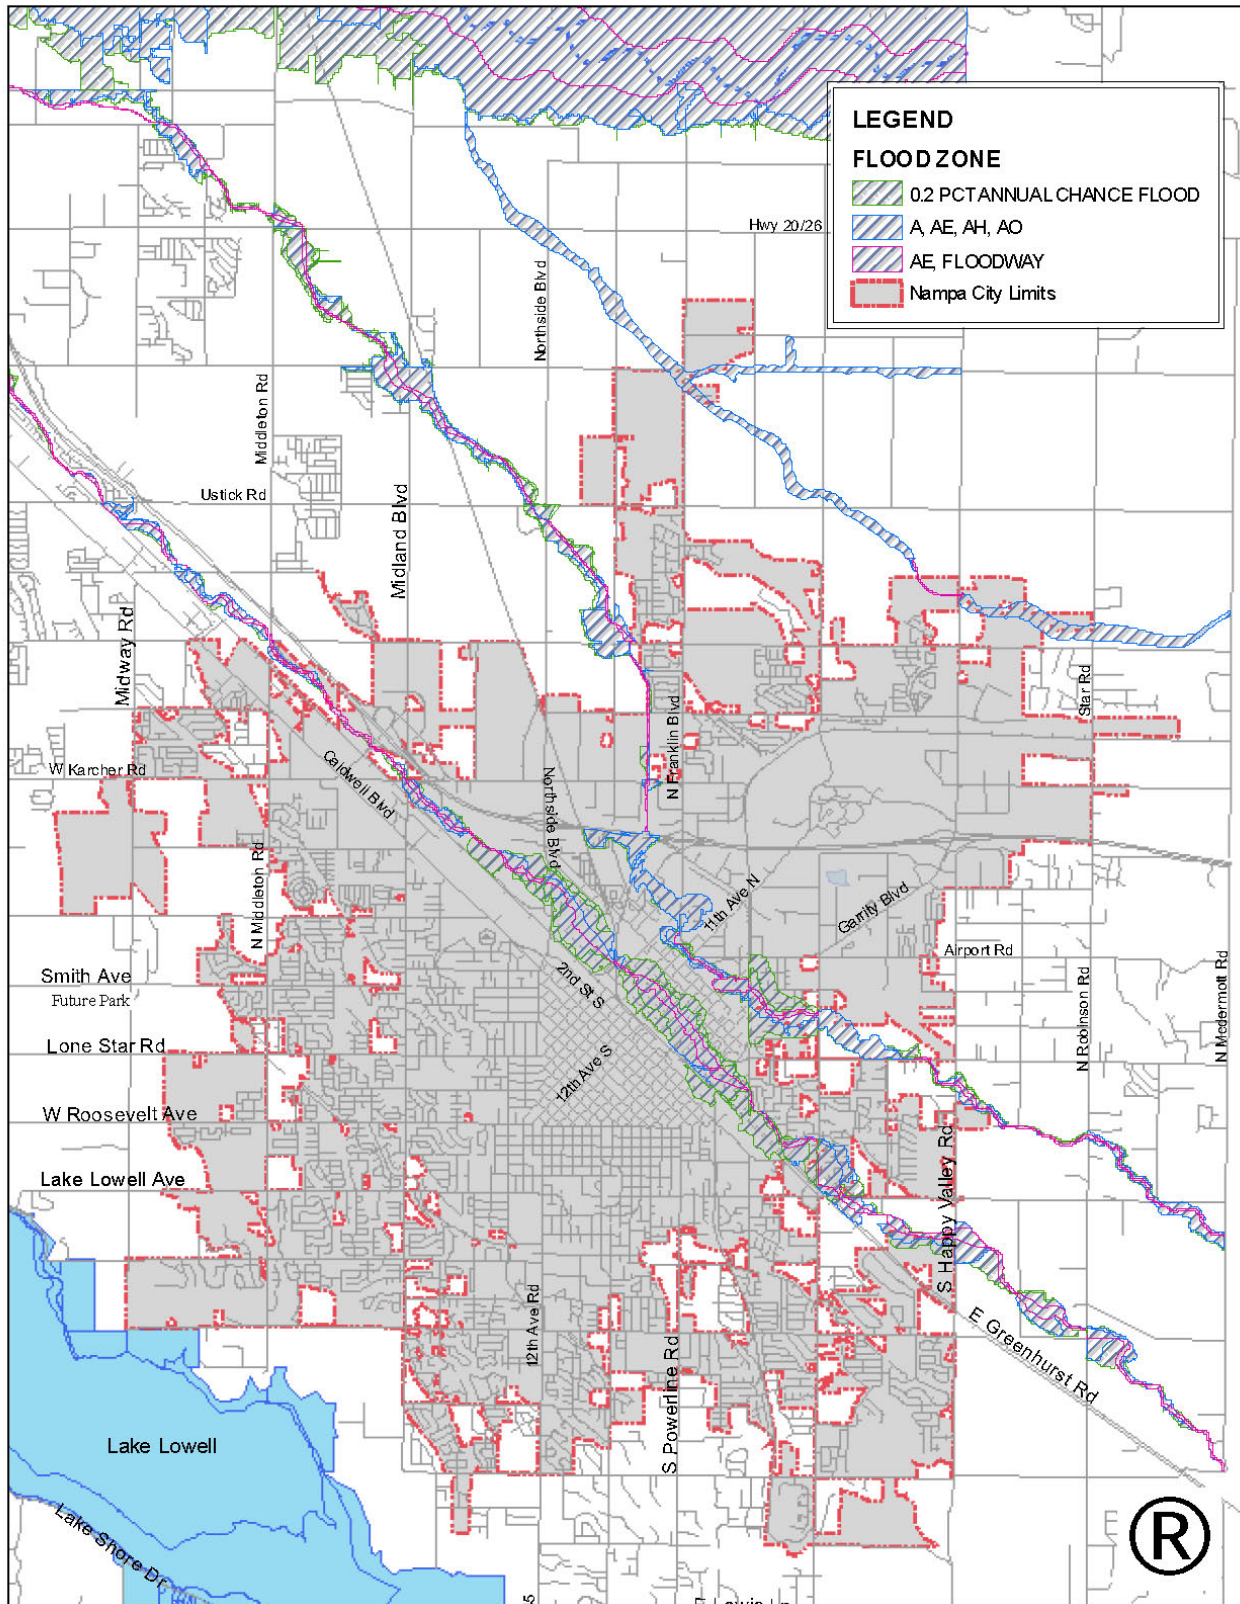 LEGEND
FLOOD ZONE
0.2 PCT ANNUAL CHANCE FLOOD
A, AE, AH, AO
AE, FLOODWAY
Nampa City Limits
Hwy 20/26
Northside Blvd
Middleton Rd
Ustick Rd
Midland Blvd
Midway Rd
Star Rd
N Franklin Blvd
W Karcher Rd
Caldwell Blvd
Northside Blvd
N Middleton Rd
11th Ave N
Garrity Blvd
Airport Rd
Smith Ave
Future Park
2nd St S
N Robinson Rd
N Mcdermott Rd
Lone Star Rd
12th Ave S
W Roosevelt Ave
Lake Lowell Ave
S Happy Valley Rd
12th Ave Rd
S Powerline Rd
E Greenhurst Rd
Lake Lowell
Lake Shore Dr
R